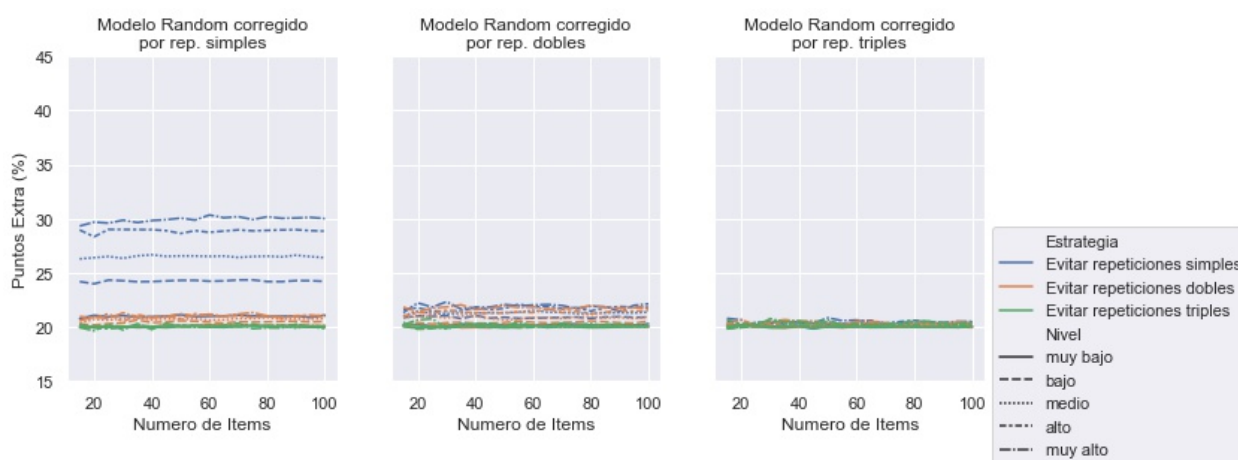 Modelo Random corregido
por rep. simples
Modelo Random corregido
por rep. dobles
Modelo Random corregido
por rep. triples
Puntos Extra (%)
45
40
35
30
25
20
15
20 40 60 80 100
20 40 60 80 100
20 40 60 80 100
Numero de Items
Numero de Items
Numero de Items
Estrategia
Evitar repeticiones simples
Evitar repeticiones dobles
Evitar repeticiones triples
Nivel
muy bajo
bajo
medio
alto
muy alto